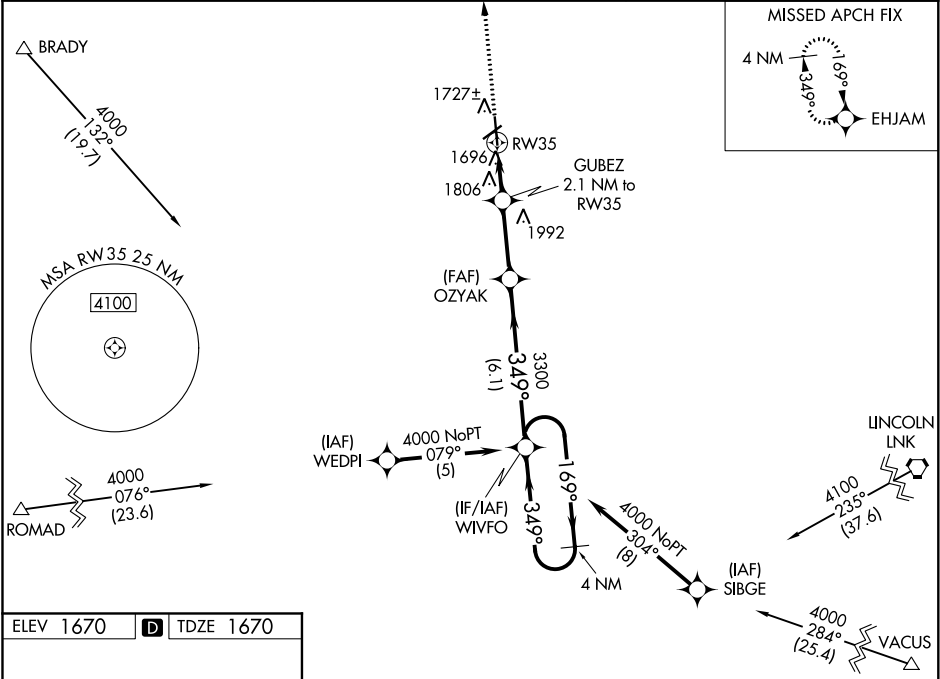 BRADY
4000
132°
(19.7)
MSA RW35 25 NM
4100
4000
076°
(23.6)
ROMAD
ELEV 1670 D TDZE 1670
1727±
1696
1806
RW35
GUBEZ
2.1 NM to
RW35
1992
(FAF)
OZYAK
3300
349°
(6.1)
(IAF)
WEDPI
4000 NoPT
079°
(5)
(IF/IAF)
WIVFO
349°
169°
4 NM
4000 NoPT
304°
(8)
(IAF)
SIBGE
LINCOLN
LNK
4100
235°
(37.6)
4000
284°
(25.4)
VACUS
MISSED APCH FIX
4 NM
349°
169°
EHJAM